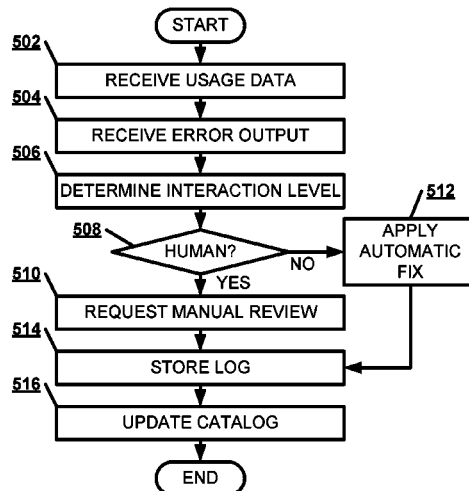 START
502
RECEIVE USAGE DATA
504
RECEIVE ERROR OUTPUT
506
DETERMINE INTERACTION LEVEL
508
HUMAN?
NO
YES
512
APPLY
AUTOMATIC
FIX
510
REQUEST MANUAL REVIEW
514
STORE LOG
516
UPDATE CATALOG
END